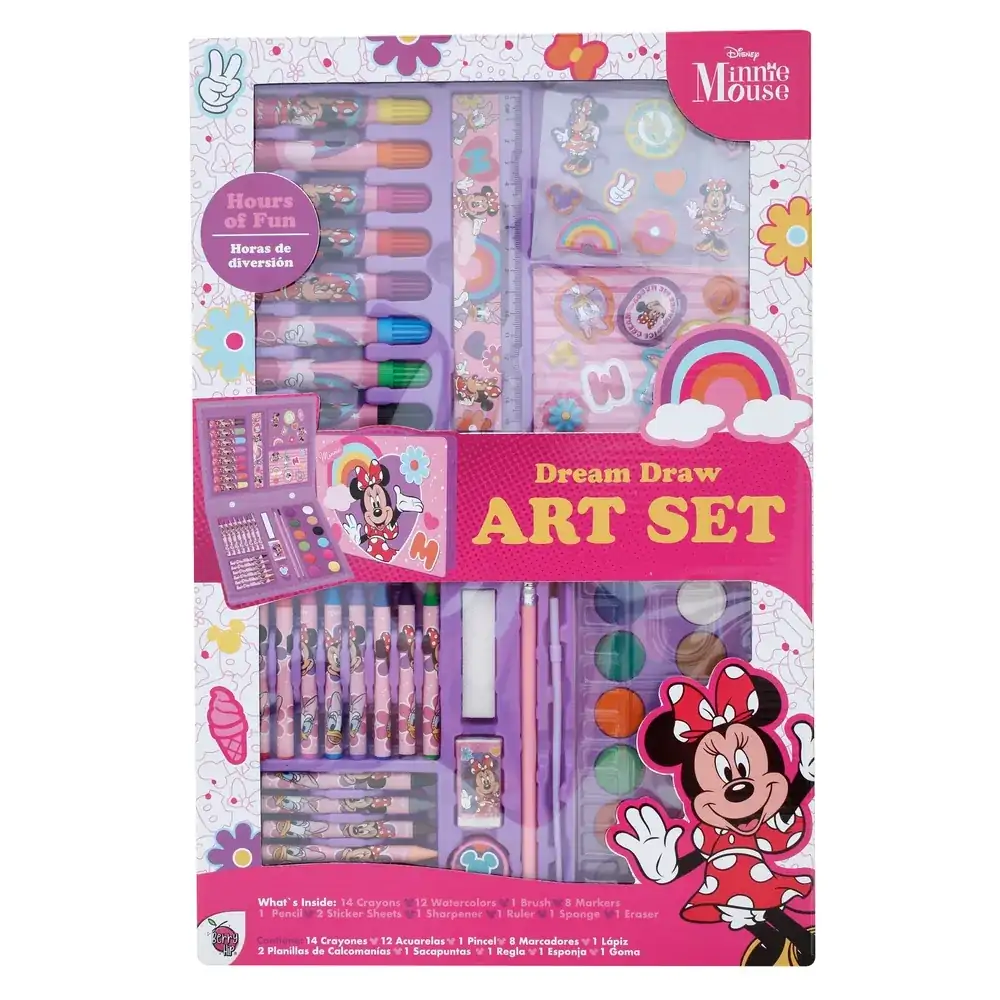 Disney
Minnie
Mouse
Hours
of Fun
Horas de
diversión
M
Dream Draw
ART SET
M
What`s Inside: 14 Crayons 12 Watercolors 1 Brush 8 Markers
1 Pencil 2 Sticker Sheets 1 Sharpener 1 Ruler 1 Sponge 1 Eraser
Contiene: 14 Crayones 12 Acuarelas 1 Pincel 8 Marcadores 1 Lápiz
2 Planillas de Calcomanías 1 Sacapuntas 1 Regla 1 Esponja 1 Goma
Berry
Hip